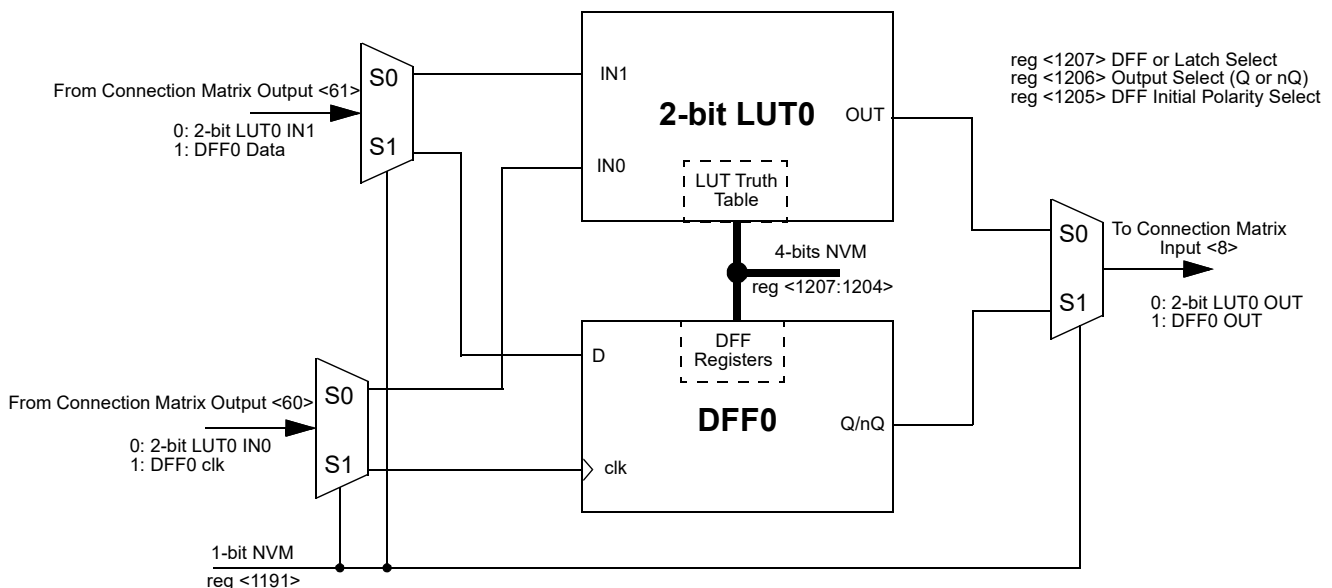 reg <1207> DFF or Latch Select
reg <1206> Output Select (Q or nQ)
reg <1205> DFF Initial Polarity Select
From Connection Matrix Output <61>
0: 2-bit LUT0 IN1
1: DFF0 Data
S0
S1
IN1
IN0
2-bit LUT0
OUT
LUT Truth
Table
4-bits NVM
reg <1207:1204>
S0
S1
To Connection Matrix
Input <8>
0: 2-bit LUT0 OUT
1: DFF0 OUT
From Connection Matrix Output <60>
0: 2-bit LUT0 IN0
1: DFF0 clk
S0
S1
D
clk
DFF
Registers
DFF0
Q/nQ
1-bit NVM
reg <1191>